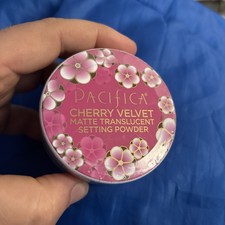 PACIFICA®
CHERRY VELVET
MATTE TRANSLUCENT
SETTING POWDER